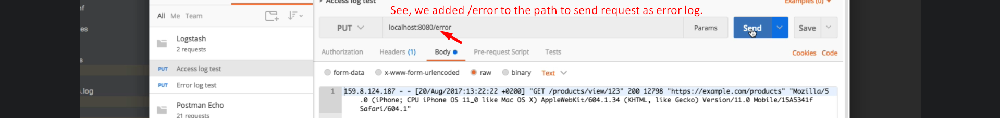 Access log test
Examples (0)
See, we added /error to the path to send request as error log.
All Me Team
PUT
localhost:8080/error
Params
Send
Save
es
Logstash
2 requests
Authorization
Headers (1)
Body
Pre-request Script
Tests
Cookies Code
s
PUT Access log test
form-data
x-www-form-urlencoded
raw
binary
Text
PUT Error log test
.log
1 159.8.124.187 - - [20/Aug/2017:13:22:22 +0200] "GET /products/view/123" 200 12798 "https://example.com/products" "Mozilla/5
.0 (iPhone; CPU iPhone OS 11_0 like Mac OS X) AppleWebKit/604.1.34 (KHTML, like Gecko) Version/11.0 Mobile/15A5341f
Safari/604.1"
Postman Echo
21 requests